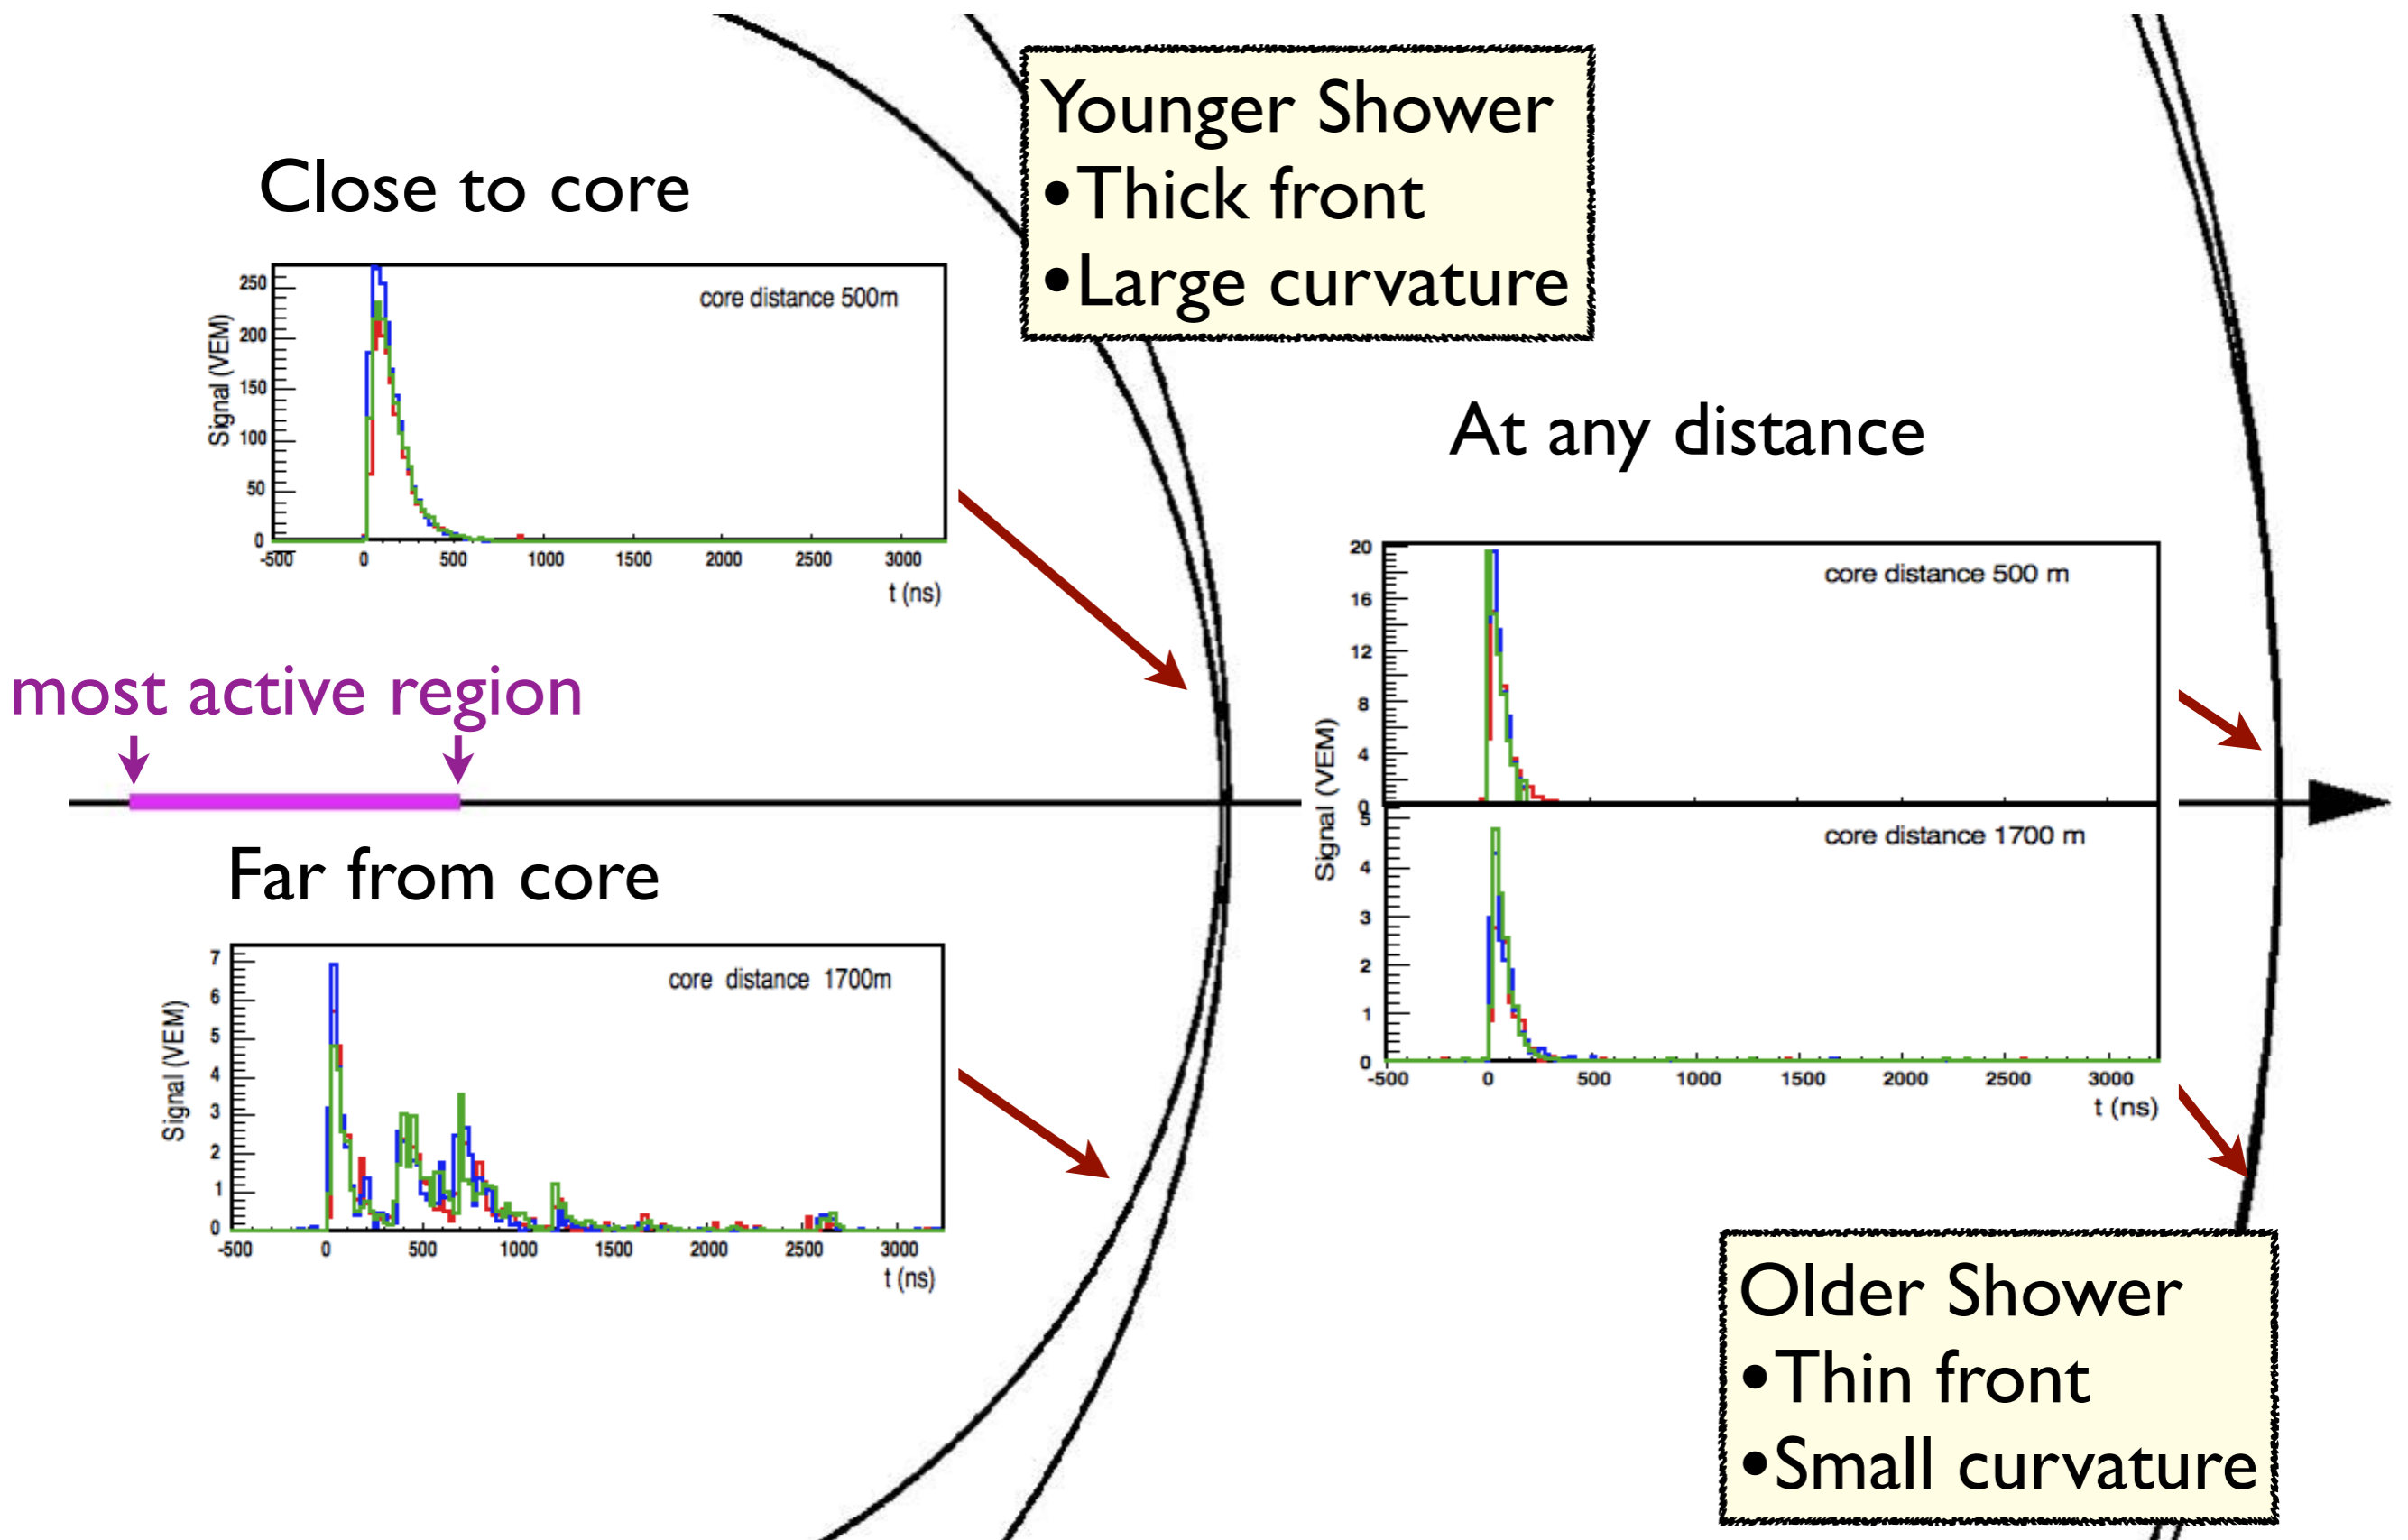 Younger Shower
•Thick front
•Large curvature
Close to core
core distance 500m
Signal (VEM)
250
200
150
100
50
0
-500 0 500 1000 1500 2000 2500 3000
t (ns)
most active region
Far from core
core distance 1700m
Signal (VEM)
7
6
5
4
3
2
1
0
-500 0 500 1000 1500 2000 2500 3000
t (ns)
At any distance
core distance 500 m
20
16
12
8
4
0
Signal (VEM)
core distance 1700 m
5
4
3
2
1
0
-500 0 500 1000 1500 2000 2500 3000
t (ns)
Older Shower
•Thin front
•Small curvature